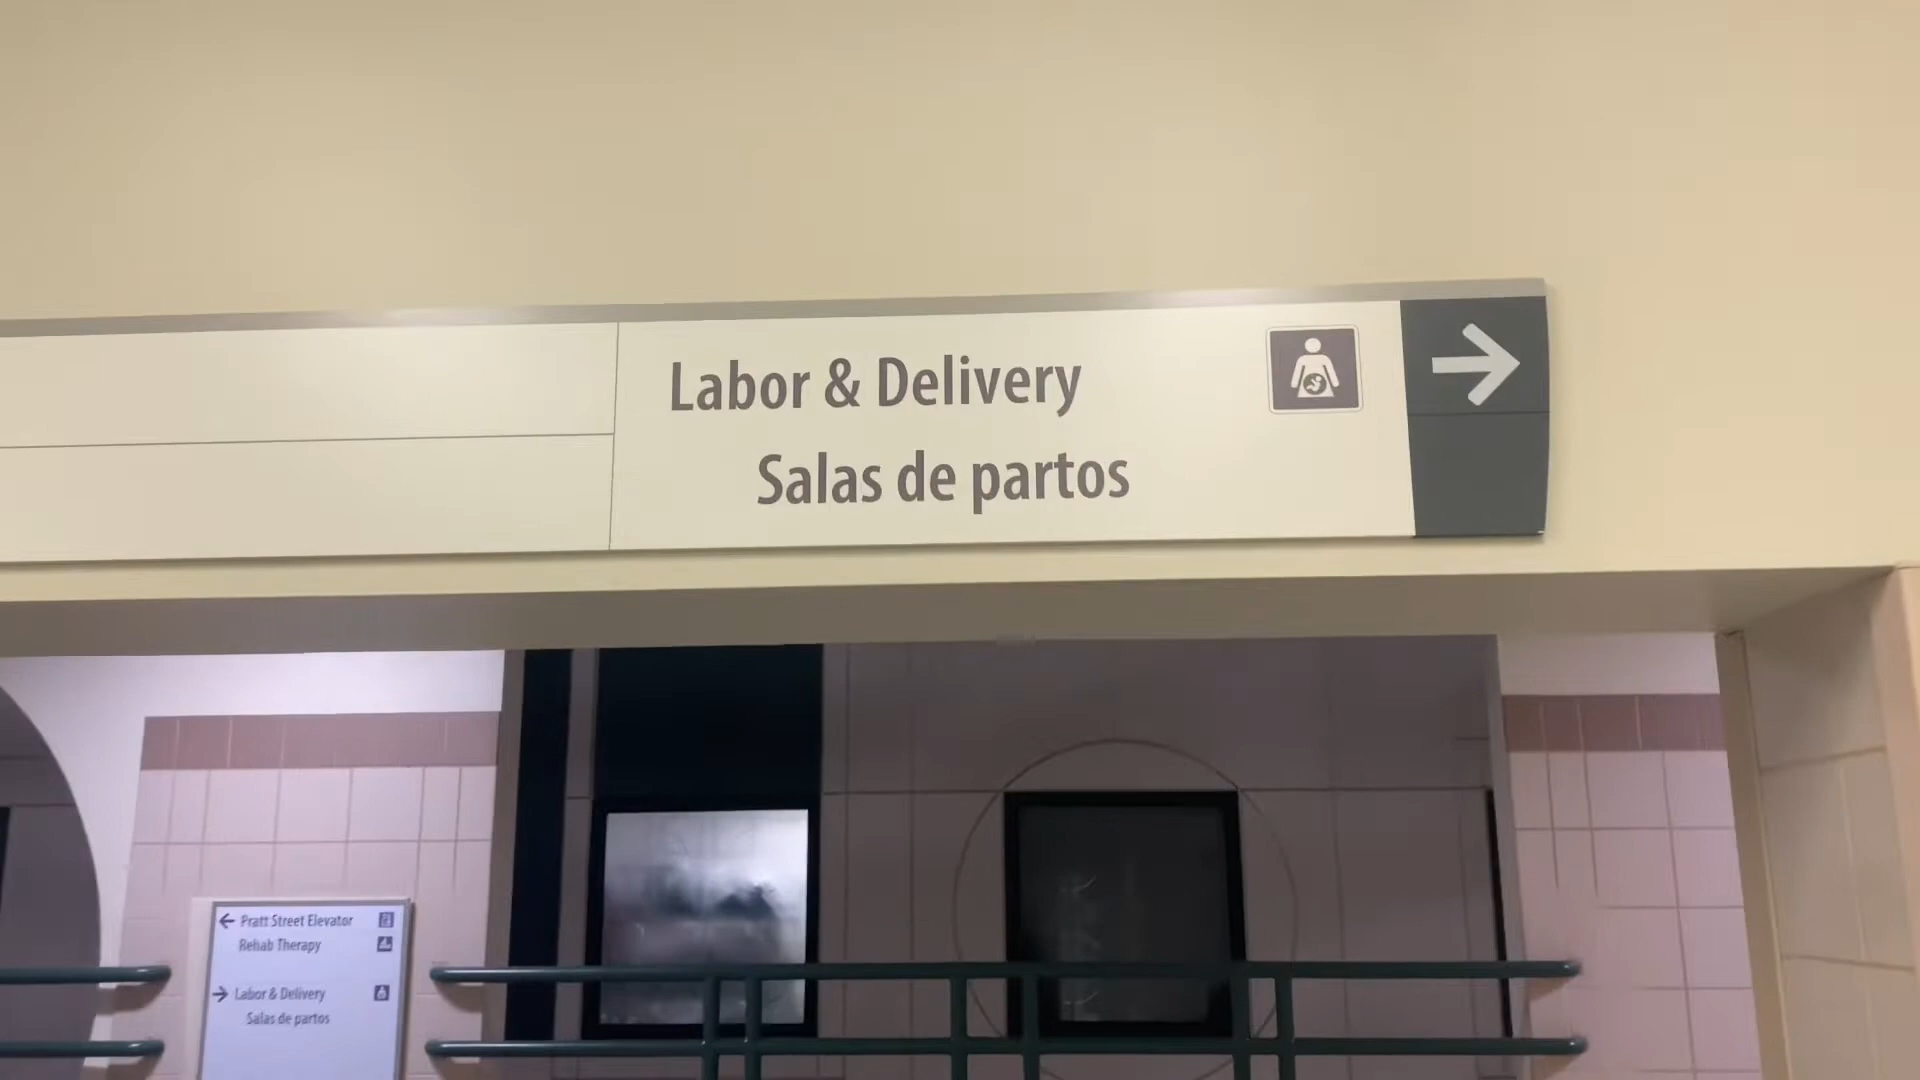 Labor & Delivery
Salas de partos
Pratt Street Elevator
Rehab Therapy
Labor & Delivery
Salas de partos